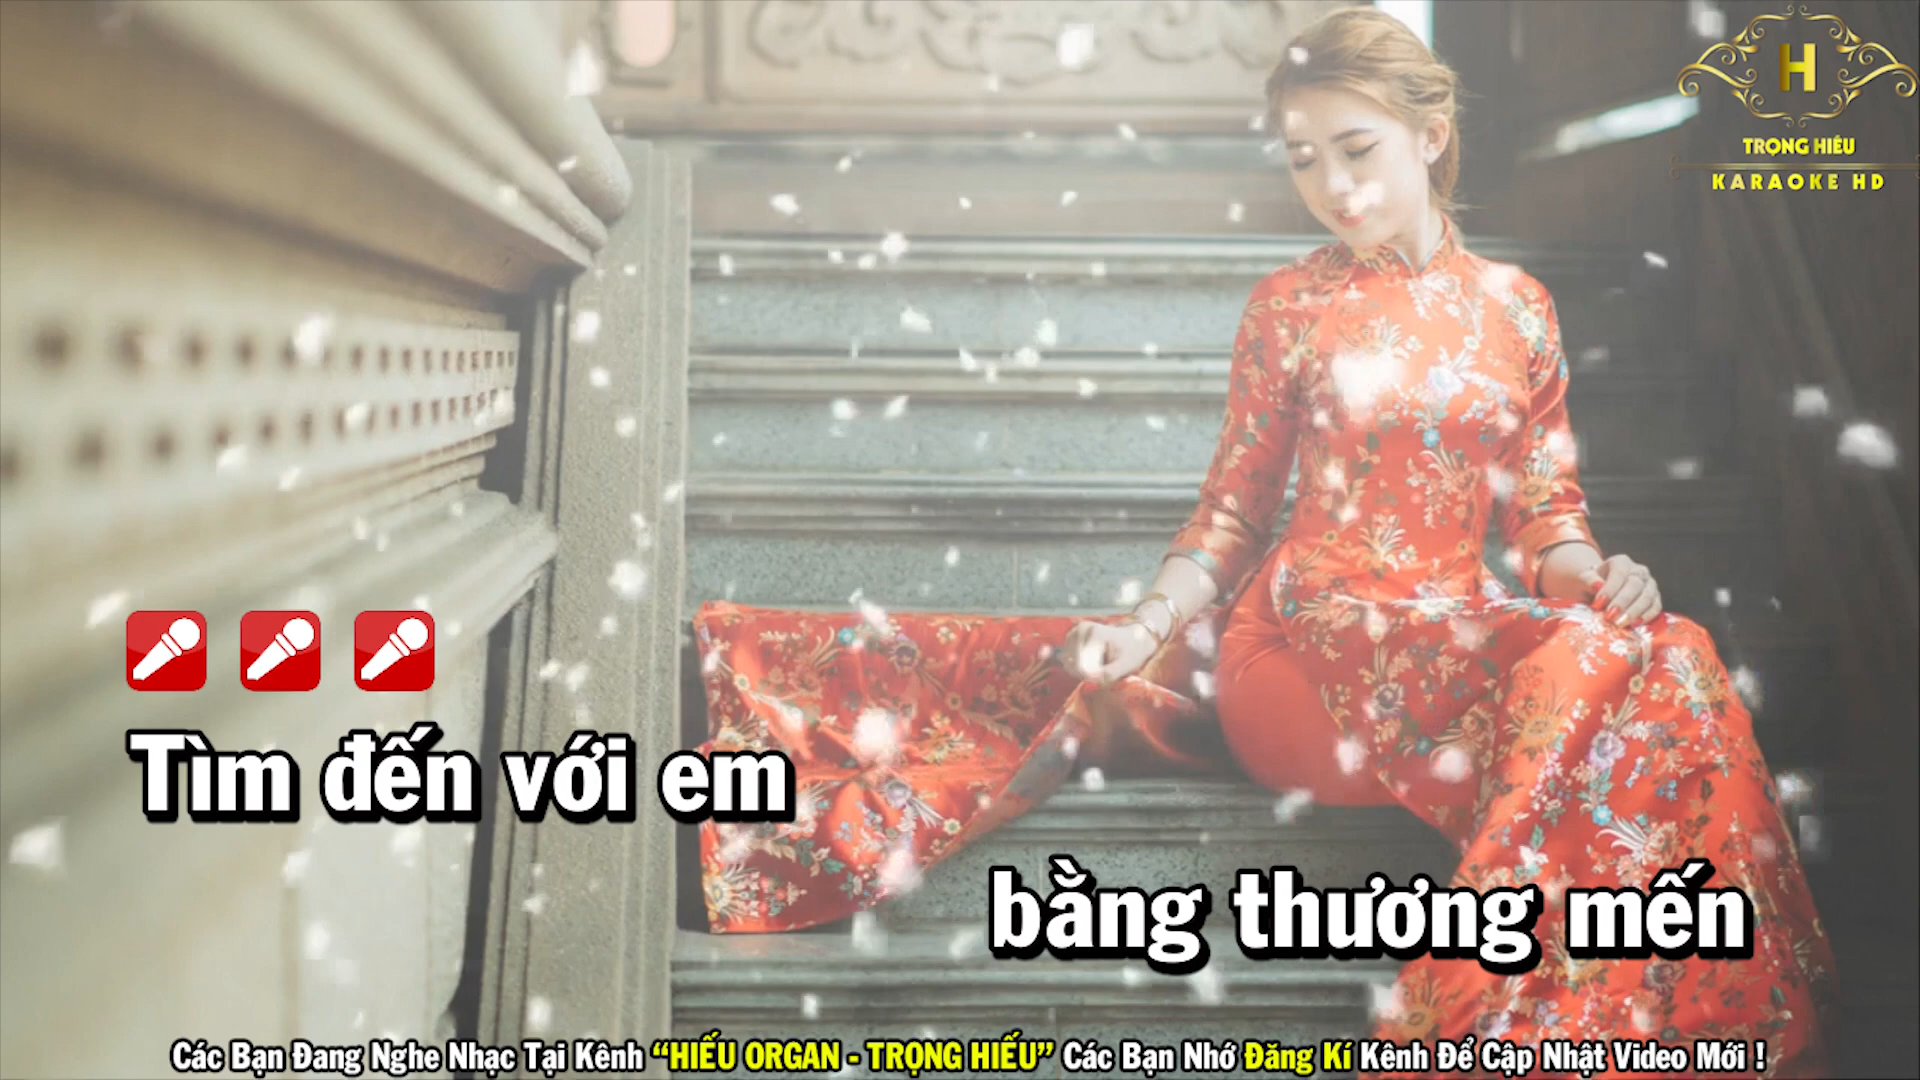 H
TRỌNG HIẾU
KARAOKE HD
Tìm đến với em
bằng thương mến
Các Bạn Đang Nghe Nhạc Tại Kênh “HIẾU ORGAN - TRỌNG HIẾU” Các Bạn Nhớ Đăng Kí Kênh Để Cập Nhật Video Mới !